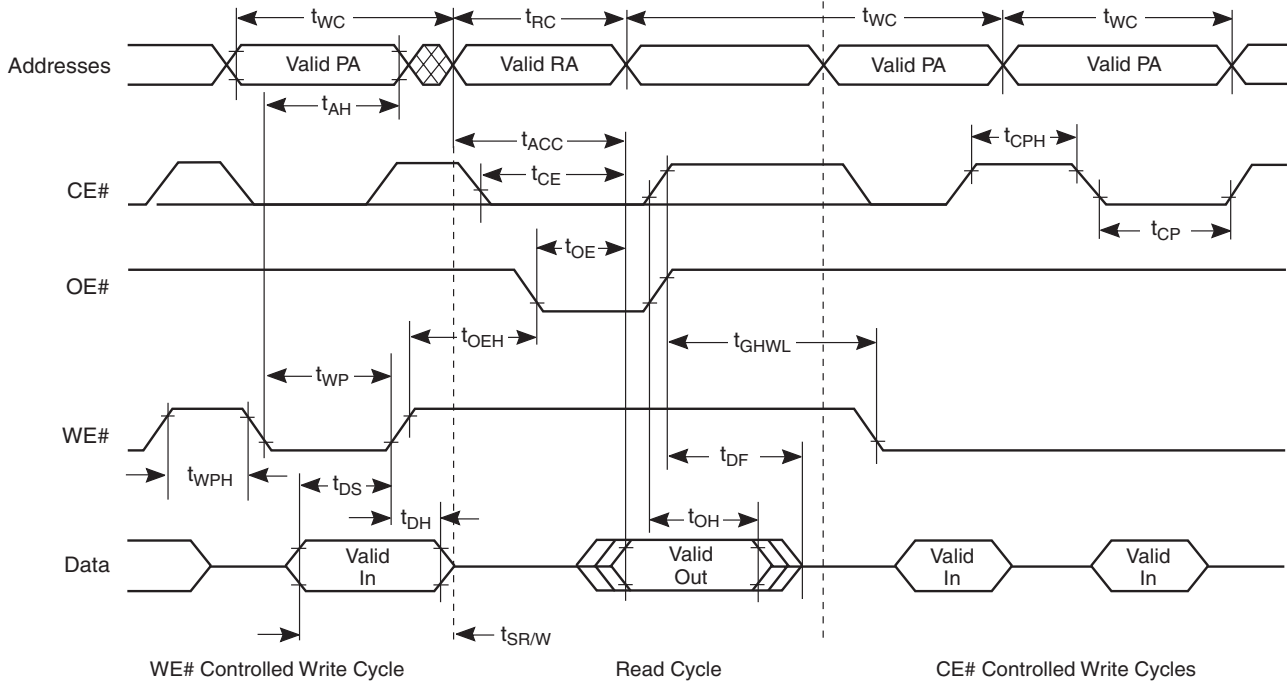 tWC tRC tWC tWC
Addresses Valid PA Valid RA Valid PA Valid PA
tAH
tACC
tCPH
CE# tCE
tCP
tOE
OE#
tOEH tGHWL
tWP
WE#
tWPH tDS tDF
tDH tOH
Data Valid In Valid Out Valid In Valid In
tSR/W
WE# Controlled Write Cycle Read Cycle CE# Controlled Write Cycles